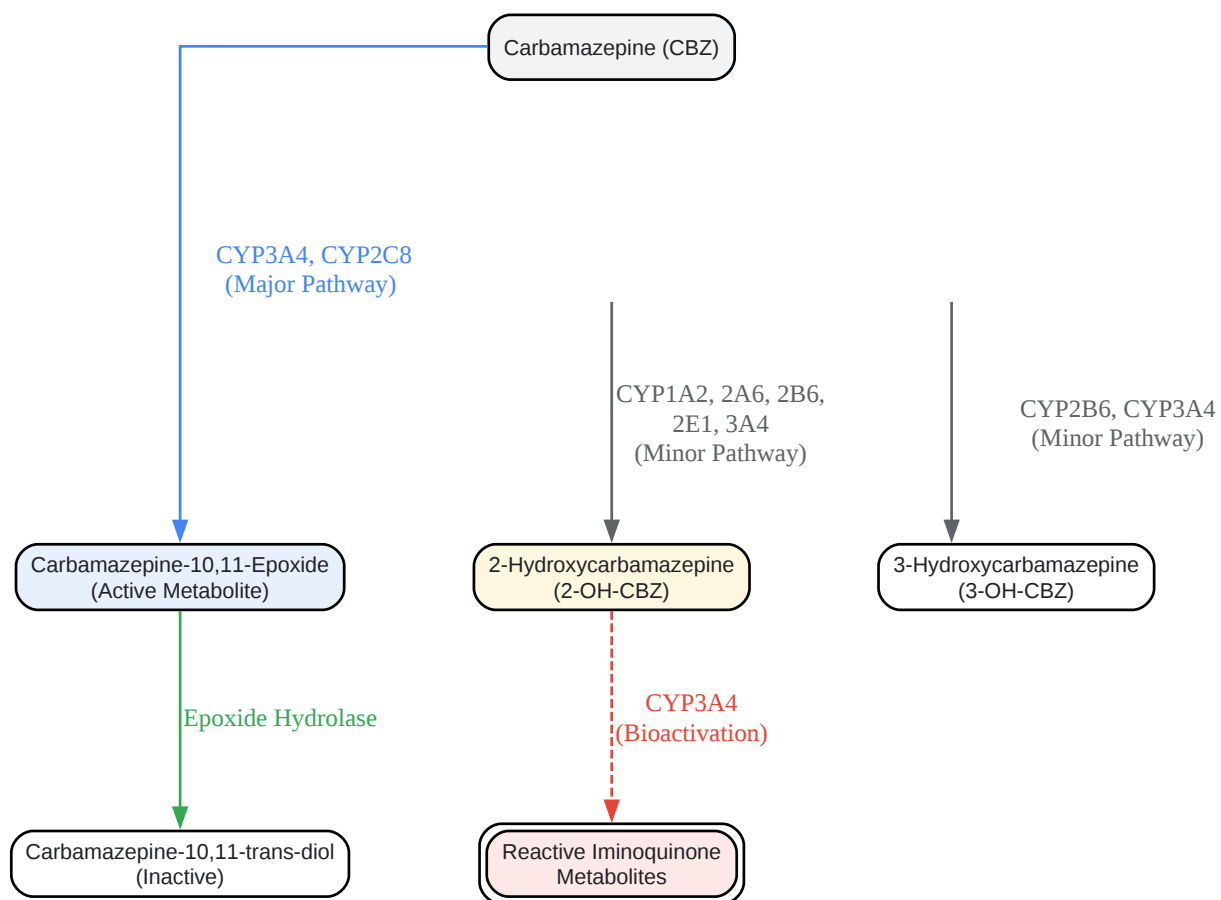 Carbamazepine (CBZ)
CYP3A4, CYP2C8
(Major Pathway)
CYP1A2, 2A6, 2B6,
2E1, 3A4
(Minor Pathway)
CYP2B6, CYP3A4
(Minor Pathway)
Carbamazepine-10,11-Epoxide
(Active Metabolite)
2-Hydroxycarbamazepine
(2-OH-CBZ)
3-Hydroxycarbamazepine
(3-OH-CBZ)
Epoxide Hydrolase
CYP3A4
(Bioactivation)
Carbamazepine-10,11-trans-diol
(Inactive)
Reactive Iminoquinone
Metabolites